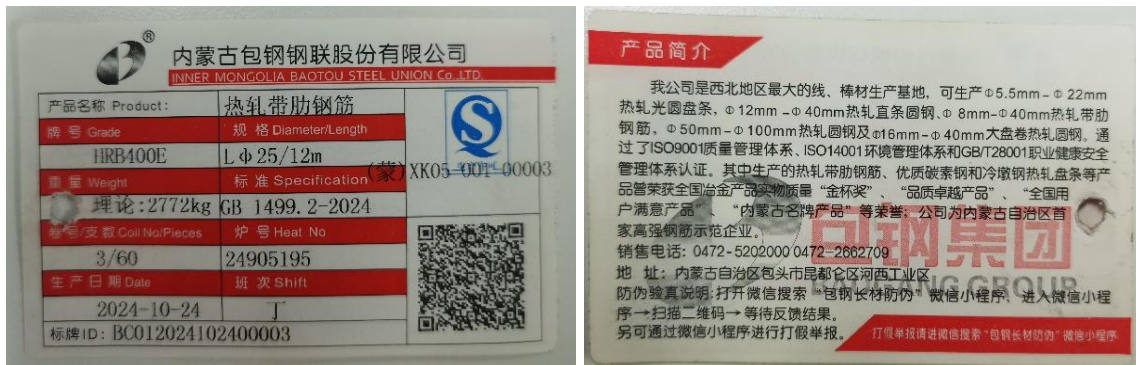 ®
内蒙古包钢钢联股份有限公司
INNER MONGOLIA BAOTOU STEEL UNION Co.,LTD.
产品名称 Product: 热轧带肋钢筋
牌 号 Grade 规 格 Diameter/Length
HRB400E LΦ25/12m
(蒙)XK05-001-00003
重 量 Weight 标 准 Specification
理论:2772kg GB 1499.2-2024
卷号/支数 Coil No/Pieces 炉 号 Heat No
3/60 24905195
生 产 日 期 Date 班 次 Shift
2024-10-24 丁
标牌ID: BC012024102400003
产品简介
我公司是西北地区最大的线、棒材生产基地,可生产Φ5.5mm-Φ22mm
热轧光圆盘条,Φ12mm-Φ40mm热轧直条圆钢,Φ8mm-Φ40mm热轧带肋
钢筋,Φ50mm-Φ100mm热轧圆钢及Φ16mm-Φ40mm大盘卷热轧圆钢,通
过了ISO9001质量管理体系、ISO14001环境管理体系和GB/T28001职业健康安全
管理体系认证。其中生产的热轧带肋钢筋、优质碳素钢和冷墩钢热轧盘条等产
品曾荣获全国冶金产品实物质量“金杯奖”、“品质卓越产品”、“全国用
户满意产品”、“内蒙古名牌产品”等荣誉;公司为内蒙古自治区首
家高强钢筋示范企业。
包钢集团
BAOGANG GROUP
销售电话: 0472-5202000 0472-2662709
地 址: 内蒙古自治区包头市昆都仑区河西工业区
防伪验真说明:打开微信搜索“包钢长材防伪”微信小程序,进入微信小程
序→扫描二维码→等待反馈结果。
另可通过微信小程序进行打假举报。
打假举报请进微信搜索“包钢长材防伪”微信小程序